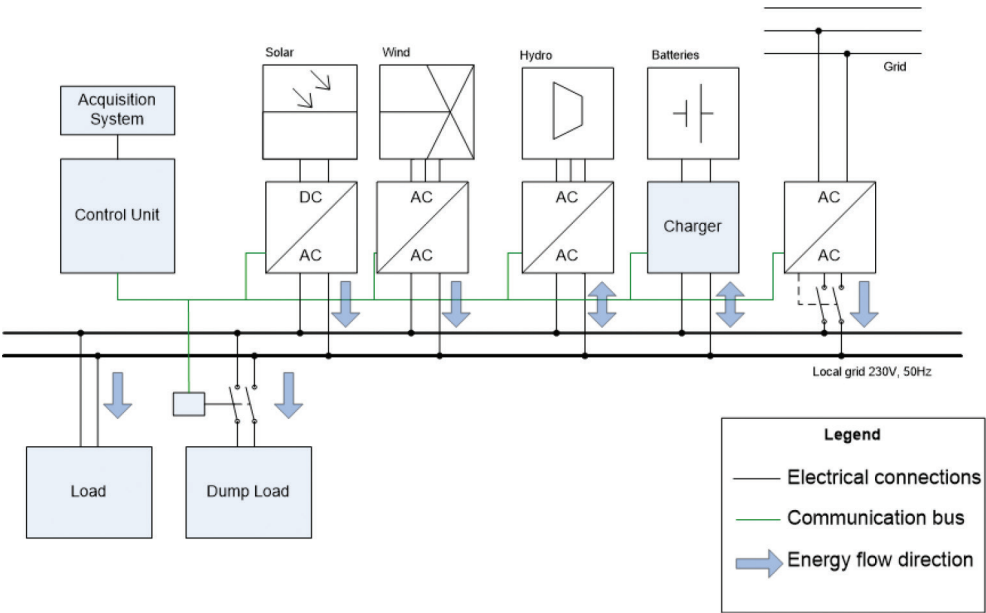 Solar
Wind
Hydro
Batteries
Grid
Acquisition
System
Control Unit
DC
AC
AC
AC
AC
AC
Charger
AC
AC
Local grid 230V, 50Hz
Load
Dump Load
Legend
Electrical connections
Communication bus
Energy flow direction